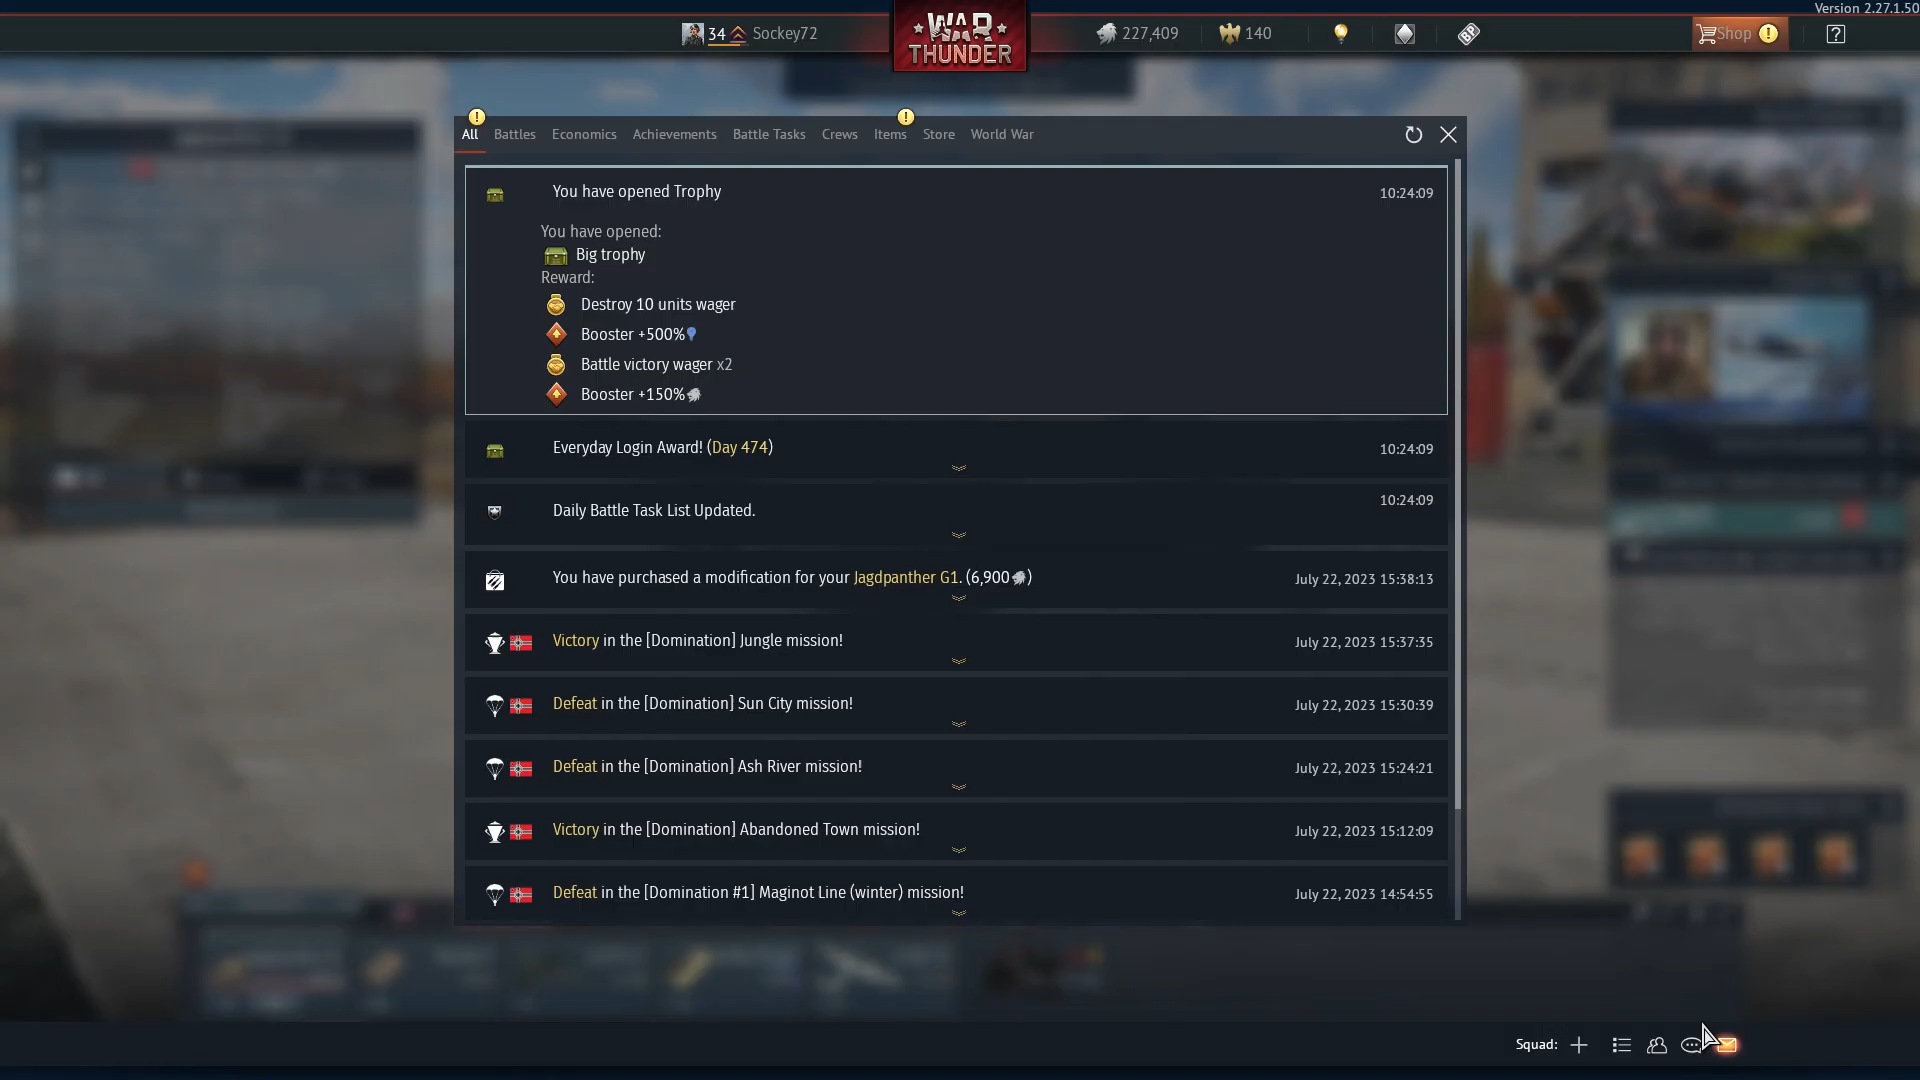 Version 2.27.1.50
34 Sockey72
WAR
THUNDER
227,409
140
BP
Shop
All Battles Economics Achievements Battle Tasks Crews Items Store World War
You have opened Trophy 10:24:09
You have opened:
Big trophy
Reward:
Destroy 10 units wager
Booster +500%
Battle victory wager x2
Booster +150%
Everyday Login Award! (Day 474) 10:24:09
Daily Battle Task List Updated. 10:24:09
You have purchased a modification for your Jagdpanther G1. (6,900) July 22, 2023 15:38:13
Victory in the [Domination] Jungle mission! July 22, 2023 15:37:35
Defeat in the [Domination] Sun City mission! July 22, 2023 15:30:39
Defeat in the [Domination] Ash River mission! July 22, 2023 15:24:21
Victory in the [Domination] Abandoned Town mission! July 22, 2023 15:12:09
Defeat in the [Domination #1] Maginot Line (winter) mission! July 22, 2023 14:54:55
Squad: